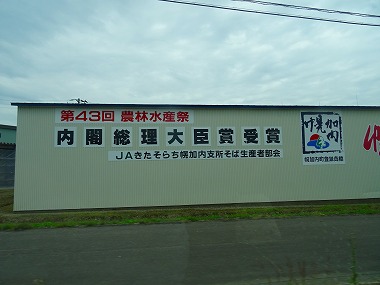 第43回 農林水産祭
内閣総理大臣賞受賞
JAきたそらち幌加内支所そば生産者部会